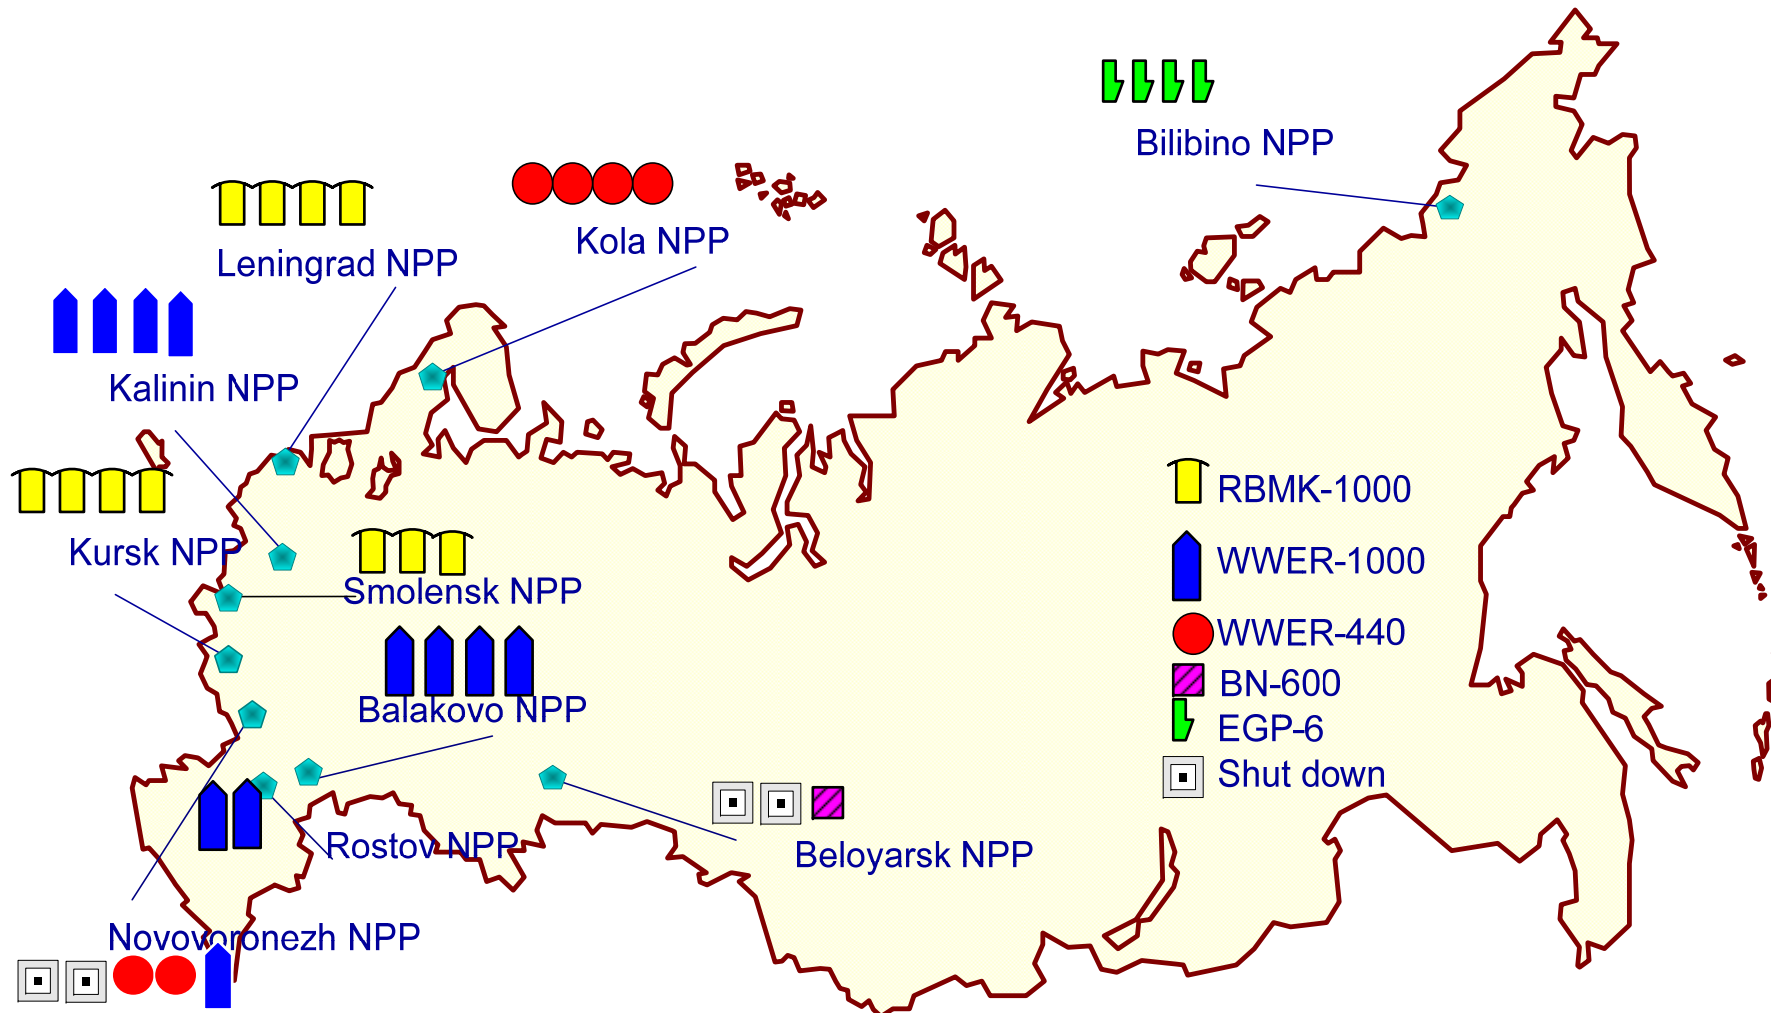 Bilibino NPP
Kola NPP
Leningrad NPP
Kalinin NPP
Kursk NPP
Smolensk NPP
Balakovo NPP
Rostov NPP
Beloyarsk NPP
Novovoronezh NPP
RBMK-1000
WWER-1000
WWER-440
BN-600
EGP-6
Shut down